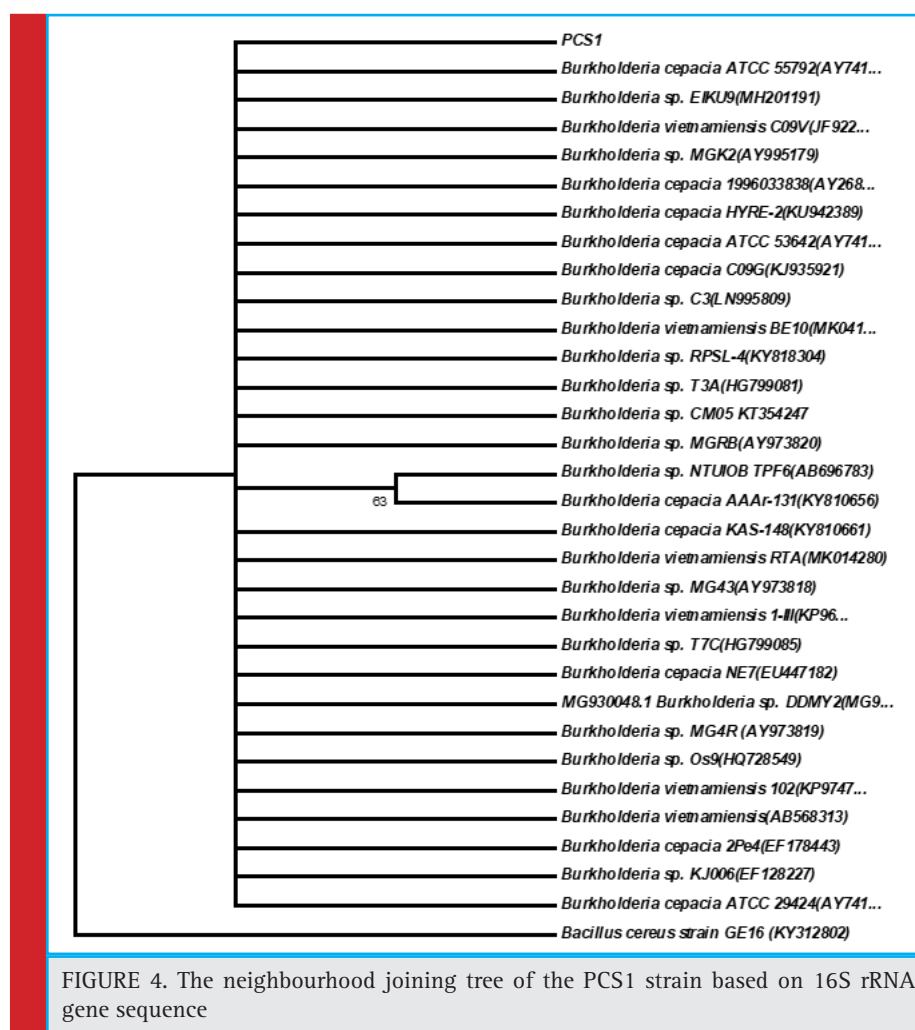 PCS1
Burkholderia cepacia ATCC 55792(AY741...
Burkholderia sp. EIKU9(MH201191)
Burkholderia vietnamiensis C09V(JF922...
Burkholderia sp. MGK2(AY995179)
Burkholderia cepacia 1996033838(AY268...
Burkholderia cepacia HYRE-2(KU942389)
Burkholderia cepacia ATCC 53642(AY741...
Burkholderia cepacia C09G(KJ935921)
Burkholderia sp. C3(LN995809)
Burkholderia vietnamiensis BE10(MK041...
Burkholderia sp. RPSL-4(KY818304)
Burkholderia sp. T3A(HG799081)
Burkholderia sp. CM05 KT354247
Burkholderia sp. MGRB(AY973820)
Burkholderia sp. NTUIOB TPF6(AB696783)
63
Burkholderia cepacia AAAr-131(KY810656)
Burkholderia cepacia KAS-148(KY810661)
Burkholderia vietnamiensis RTA(MK014280)
Burkholderia sp. MG43(AY973818)
Burkholderia vietnamiensis 1-III(KP96...
Burkholderia sp. T7C(HG799085)
Burkholderia cepacia NE7(EU447182)
MG930048.1 Burkholderia sp. DDMY2(MG9...
Burkholderia sp. MG4R (AY973819)
Burkholderia sp. Os9(HQ728549)
Burkholderia vietnamiensis 102(KP9747...
Burkholderia vietnamiensis(AB568313)
Burkholderia cepacia 2Pe4(EF178443)
Burkholderia sp. KJ006(EF128227)
Burkholderia cepacia ATCC 29424(AY741...
Bacillus cereus strain GE16 (KY312802)
FIGURE 4. The neighbourhood joining tree of the PCS1 strain based on 16S rRNA
gene sequence